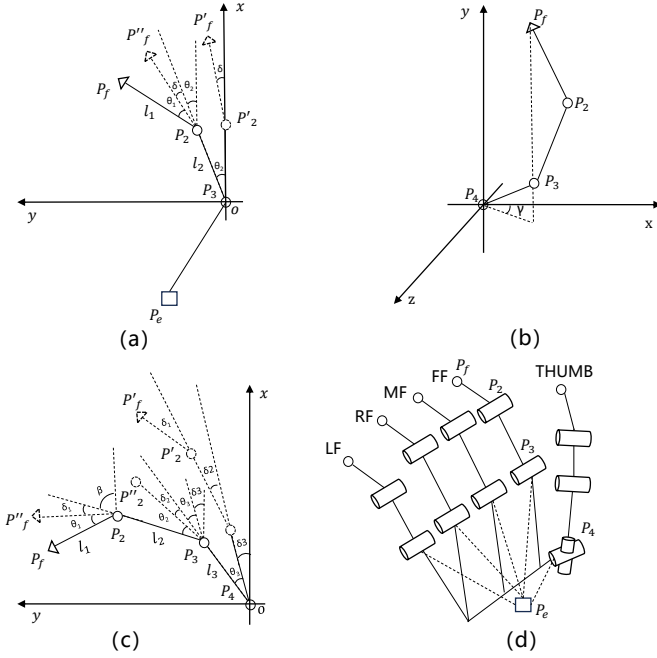 x
P''f
P'f
δ
δ
θ2
θ1
Pf
l1
P2
P'2
l2
θ2
P3
o
y
Pe
(a)
y
Pf
P2
P3
P4
γ
x
z
(b)
x
P'f
δ1
P'2
δ2
P''2
β
δ3
δ2
θ3
θ2
P''f
δ1
θ1
Pf
l1
P2
l2
P3
δ3
l3
θ3
P4
o
y
(c)
Pf
THUMB
FF
P2
MF
RF
P3
LF
P4
Pe
(d)